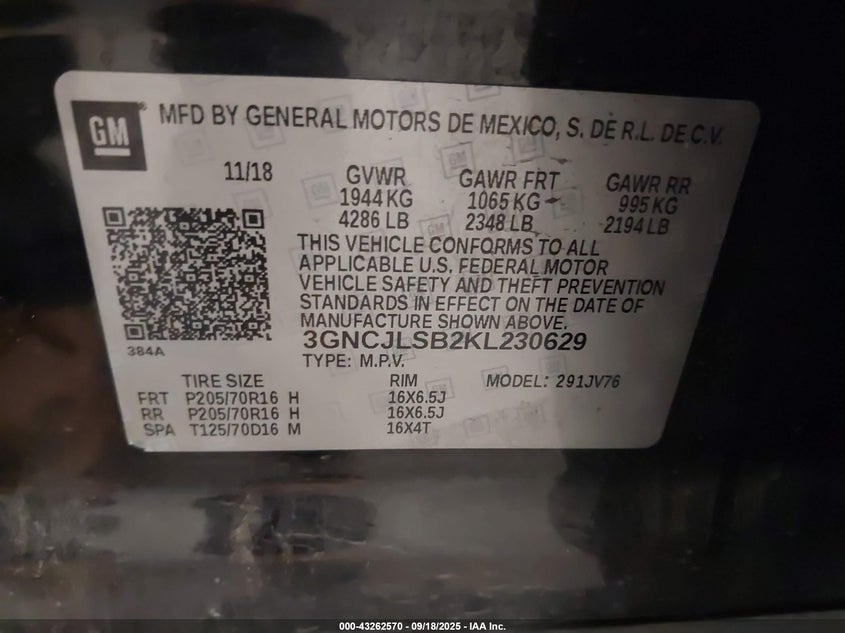 GM
®
MFD BY GENERAL MOTORS DE MEXICO, S. DE R.L. DE C.V.
11/18 GVWR GAWR FRT GAWR RR
1944 KG 1065 KG 995 KG
4286 LB 2348 LB 2194 LB
THIS VEHICLE CONFORMS TO ALL
APPLICABLE U.S. FEDERAL MOTOR
VEHICLE SAFETY AND THEFT PREVENTION
STANDARDS IN EFFECT ON THE DATE OF
MANUFACTURE SHOWN ABOVE.
384A
3GNCJLSB2KL230629
TYPE: M.P.V.
TIRE SIZE RIM MODEL: 291JV76
FRT P205/70R16 H 16X6.5J
RR P205/70R16 H 16X6.5J
SPA T125/70D16 M 16X4T
000-43262570 - 09/18/2025 - IAA Inc.